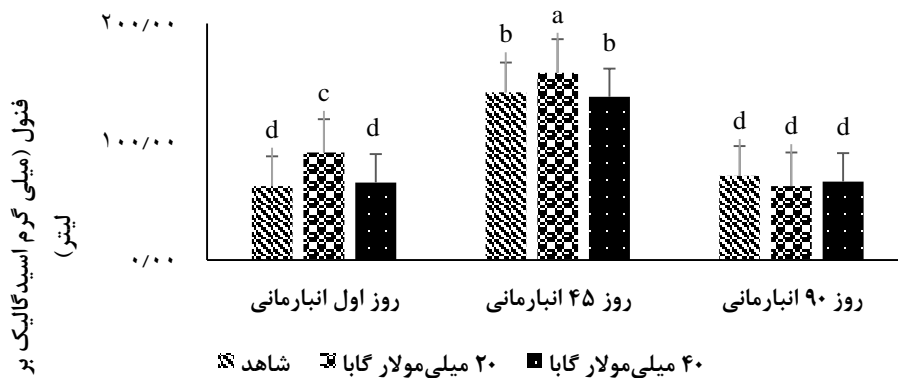 فنول (میلی گرم اسیدگالیک بر
لیتر)
۲۰۰/۰۰
۱۰۰/۰۰
۰/۰۰
d
c
d
b
a
b
d
d
d
روز اول انبارمانی
روز ۴۵ انبارمانی
روز ۹۰ انبارمانی
شاهد
۲۰ میلی‌مولار گابا
۴۰ میلی‌مولار گابا